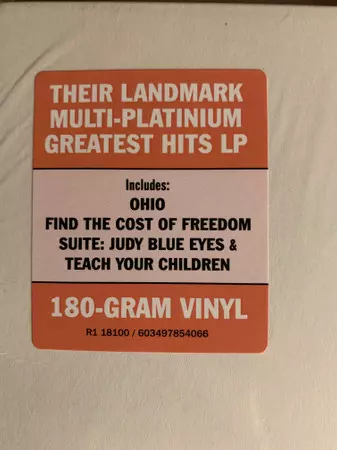 THEIR LANDMARK
MULTI-PLATINIUM
GREATEST HITS LP
Includes:
OHIO
FIND THE COST OF FREEDOM
SUITE: JUDY BLUE EYES &
TEACH YOUR CHILDREN
180-GRAM VINYL
R1 18100 / 603497854066